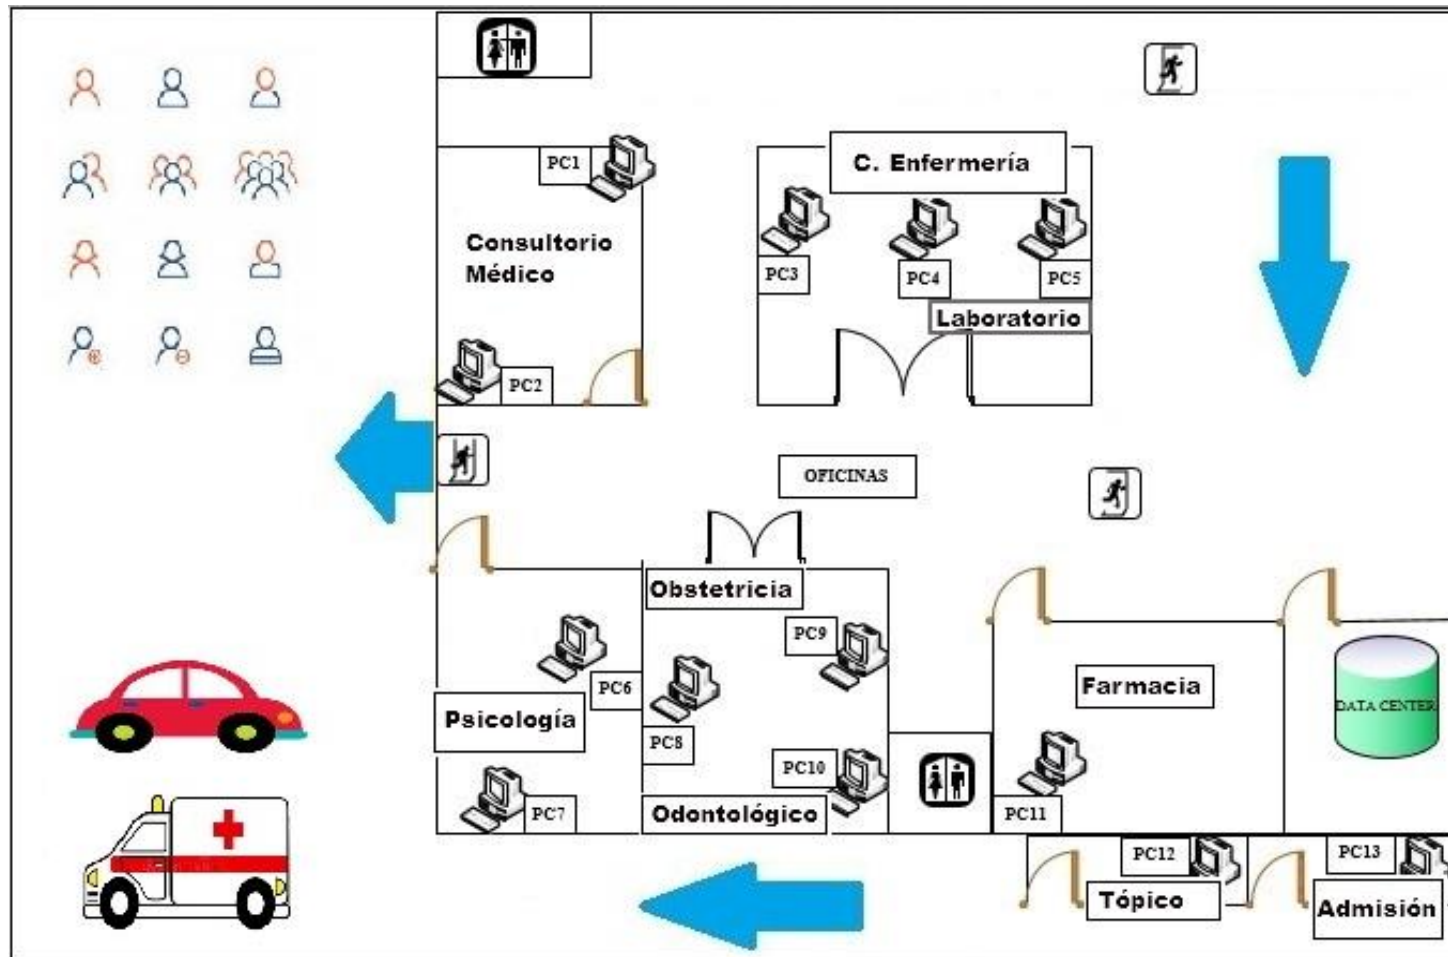 PC1
C. Enfermería
Consultorio
Médico
PC3
PC4
PC5
Laboratorio
PC2
OFICINAS
Obstetricia
PC9
PC6
Farmacia
Psicología
DATA CENTER
PC8
PC10
PC7
Odontológico
PC11
PC12
PC13
Tópico
Admisión